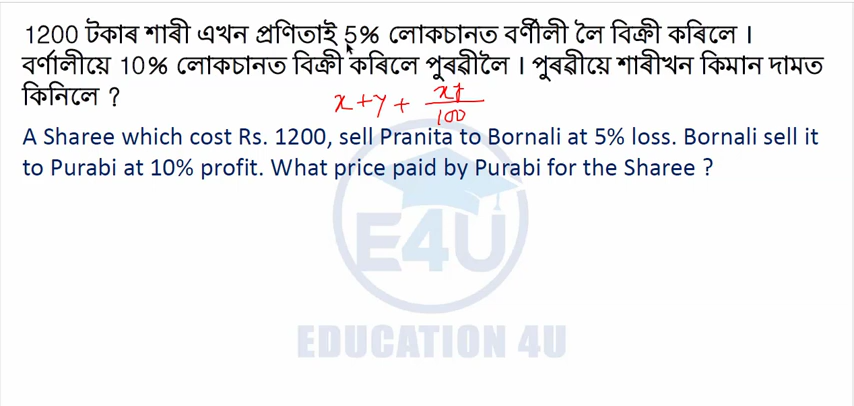 1200 টকাৰ শাৰী এখন প্ৰণিতাই 5% লোকচানত বৰ্ণীলী লৈ বিক্ৰী কৰিলে ।
বৰ্ণালীয়ে 10% লোকচানত বিক্ৰী কৰিলে পুৰৱীলৈ । পুৰৱীয়ে শাৰীখন কিমান দামত
কিনিলে ?
x+y+ xy/100
A Sharee which cost Rs. 1200, sell Pranita to Bornali at 5% loss. Bornali sell it
to Purabi at 10% profit. What price paid by Purabi for the Sharee ?
E4U
EDUCATION 4U